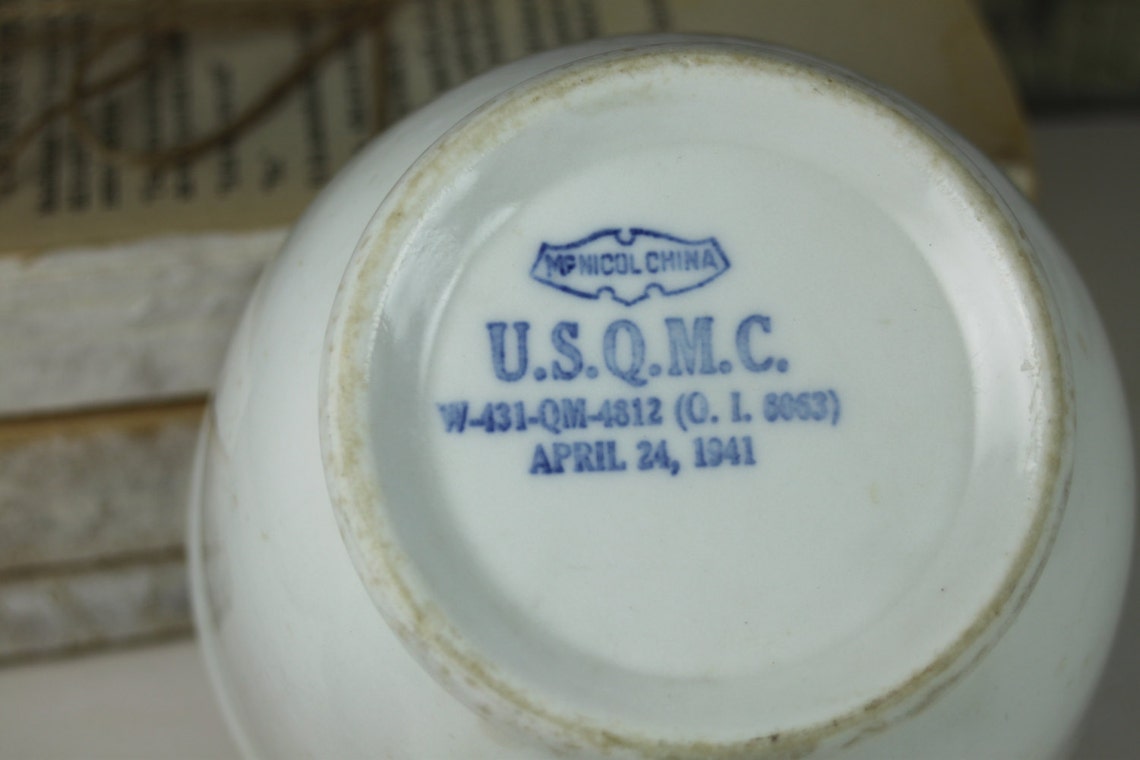 McNICOL CHINA
U.S.Q.M.C.
W-431-QM-4812 (O. I. 6063)
APRIL 24, 1941